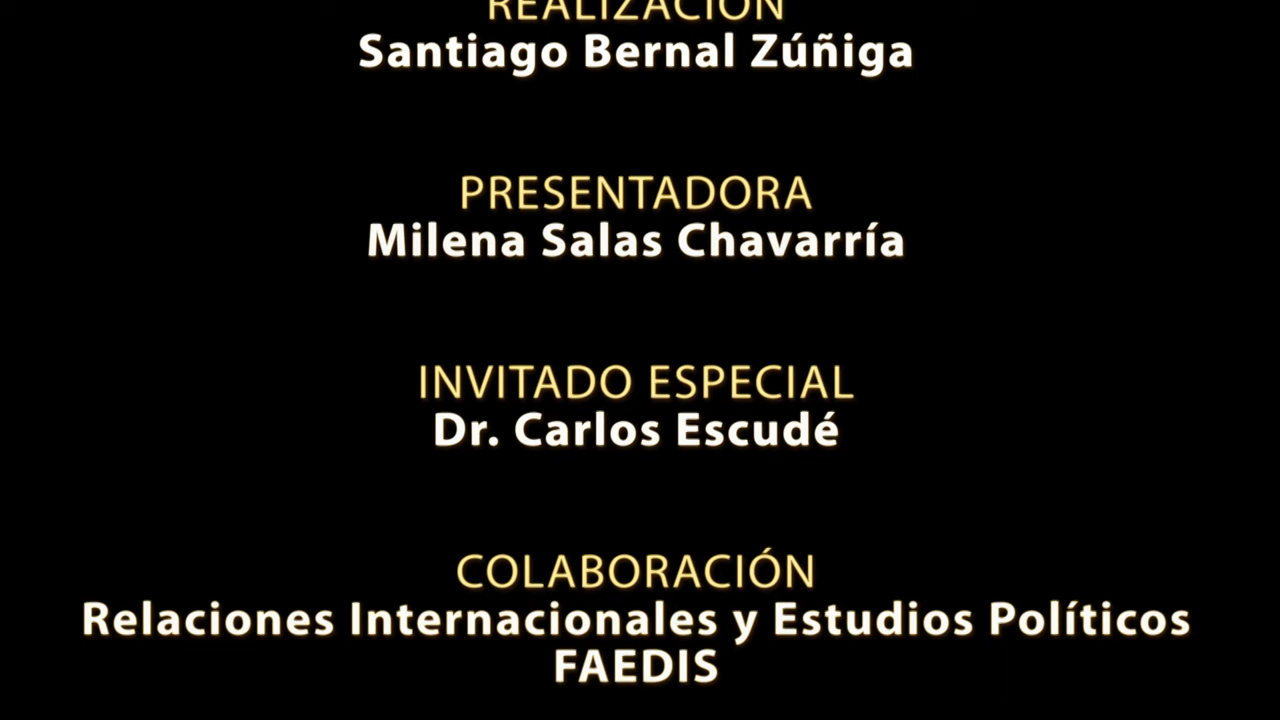 REALIZACIÓN
Santiago Bernal Zúñiga
PRESENTADORA
Milena Salas Chavarría
INVITADO ESPECIAL
Dr. Carlos Escudé
COLABORACIÓN
Relaciones Internacionales y Estudios Políticos
FAEDIS